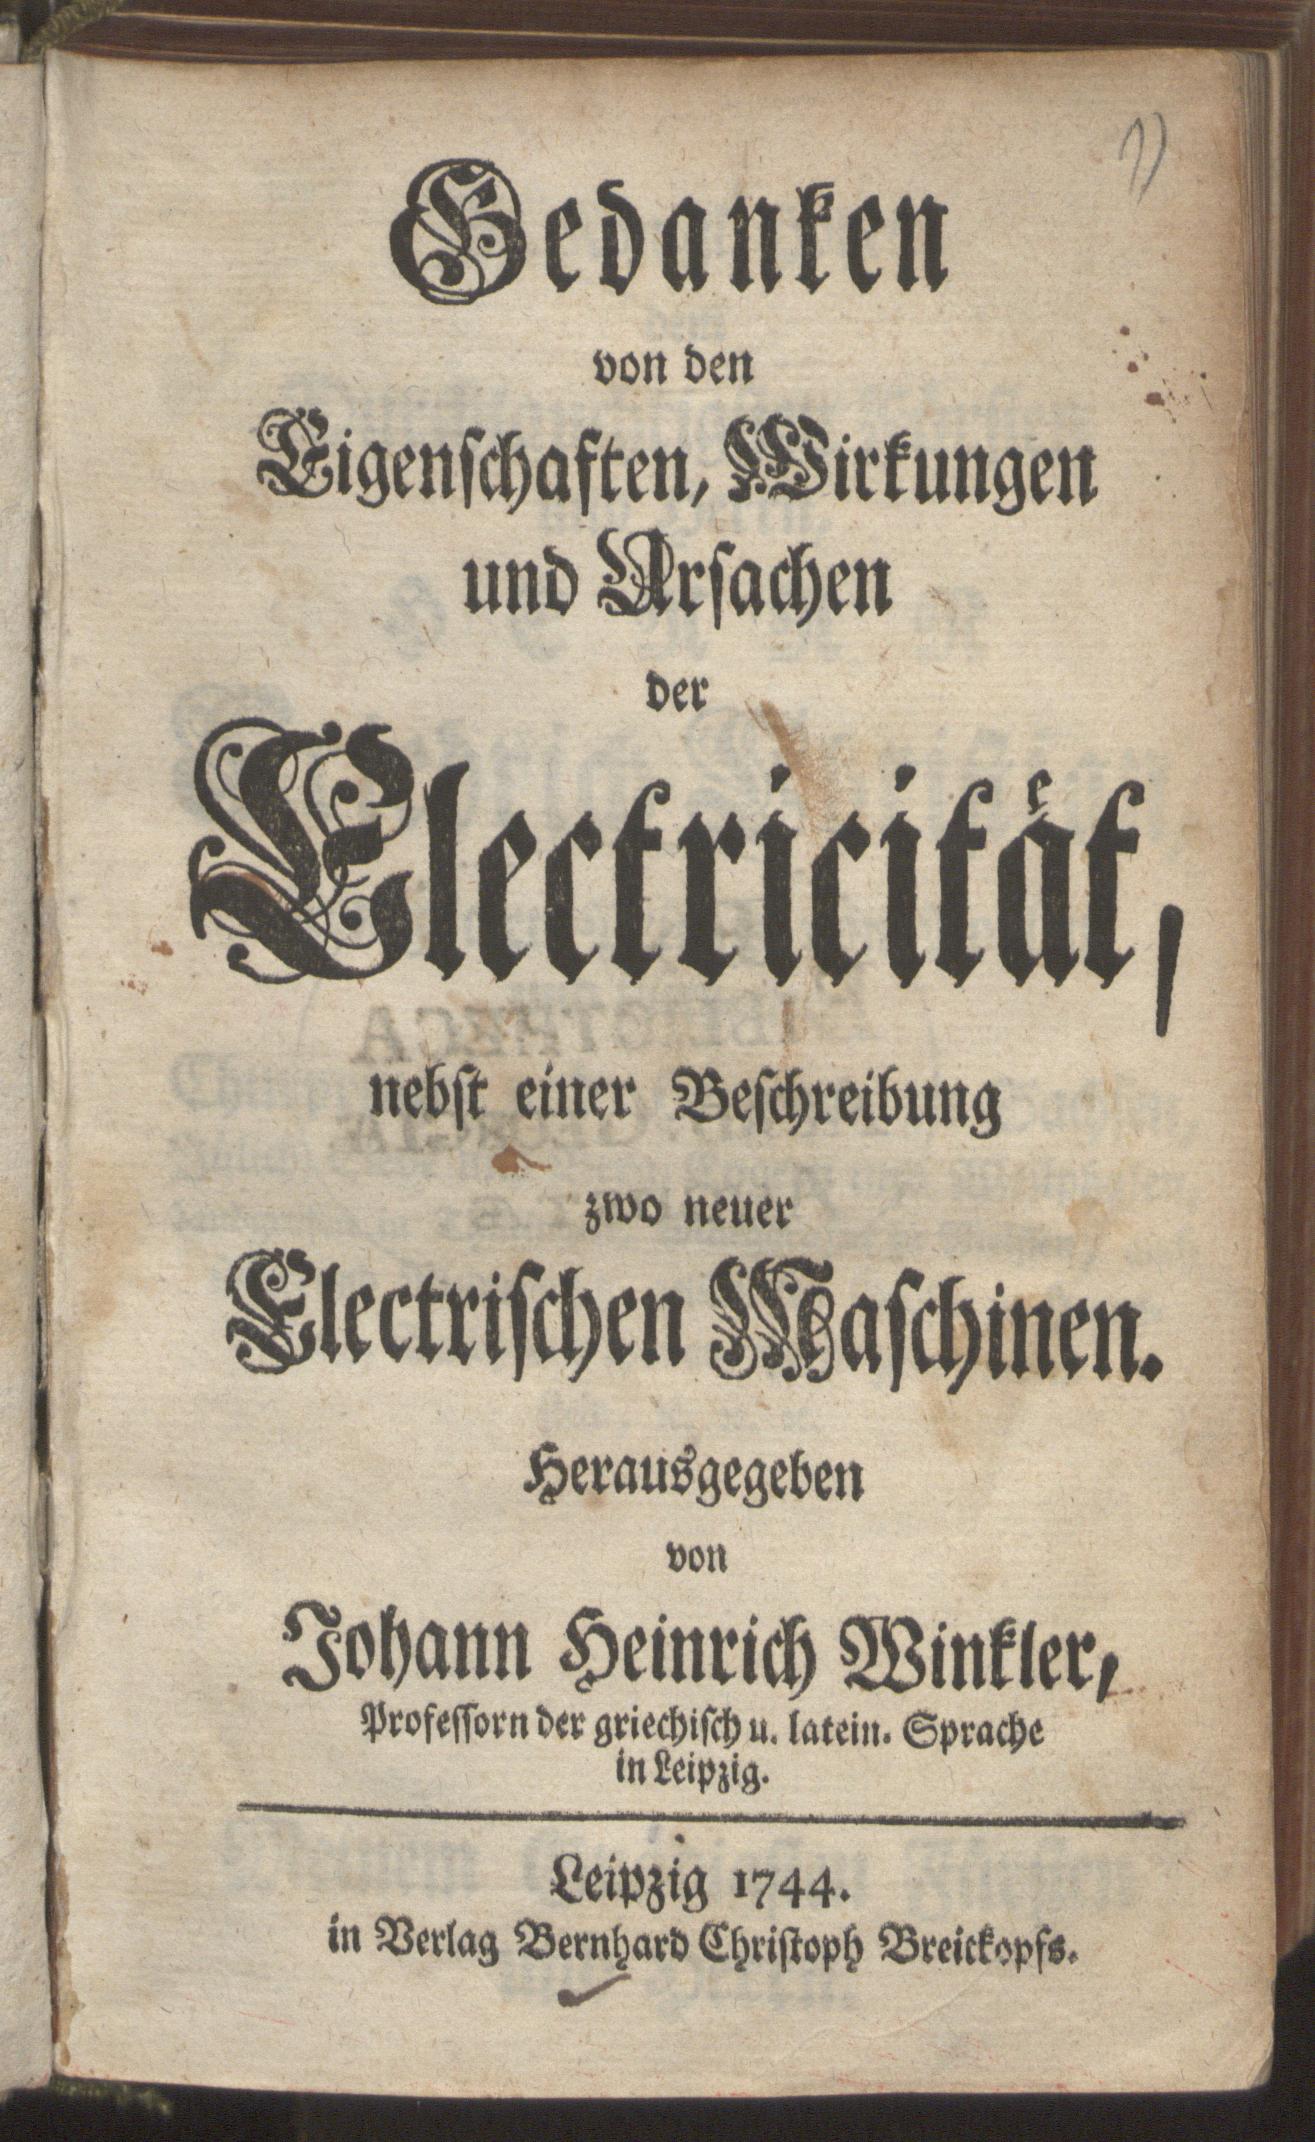 Gedanken
von den
Eigenschaften, Wirkungen
und Ursachen
der
Electricitaͤt,
nebst einer Beschreibung
zwo neuer
Electrischen Maschinen.
Herausgegeben
von
Johann Heinrich Winkler,
Professorn der griechisch u. latein. Sprache
in Leipzig.
Leipzig 1744.
in Verlag Bernhard Christoph Breitkopfs.